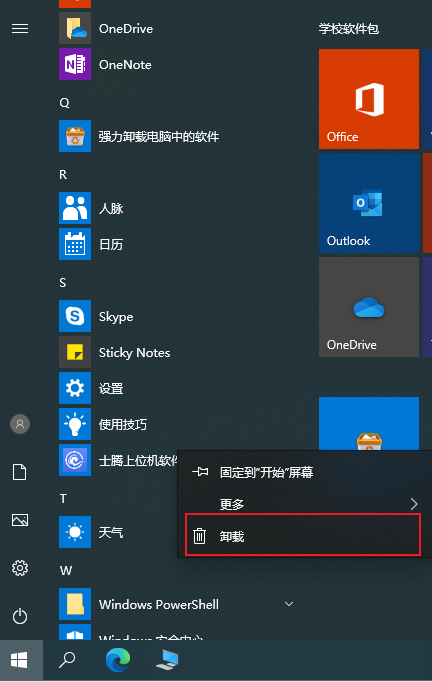 OneDrive
OneNote
Q
强力卸载电脑中的软件
R
人脉
日历
S
Skype
Sticky Notes
设置
使用技巧
士腾上位机软件
T
天气
W
Windows PowerShell
Windows 安全中心
学校软件包
Office
Outlook
OneDrive
固定到"开始"屏幕
更多
卸载